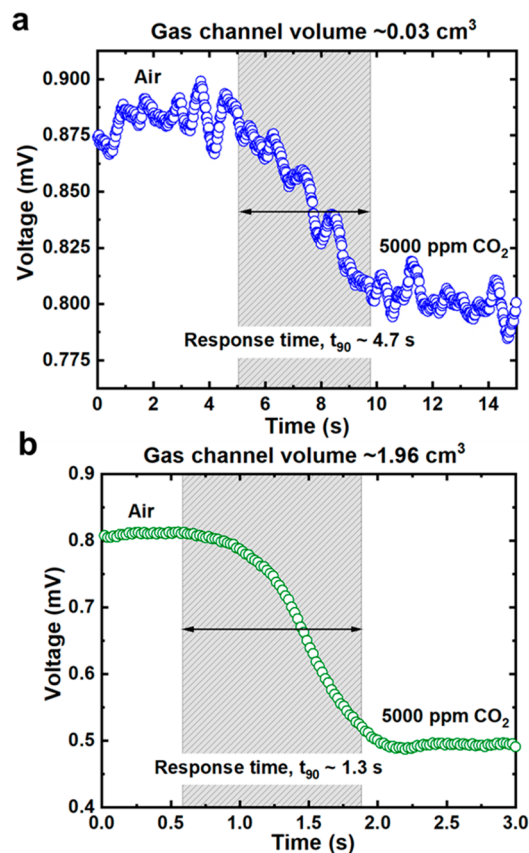 a
Gas channel volume ~0.03 cm³
0.900
0.875
0.850
0.825
0.800
0.775
Voltage (mV)
Air
5000 ppm CO₂
Response time, t₉₀ ~ 4.7 s
0 2 4 6 8 10 12 14
Time (s)
b
Gas channel volume ~1.96 cm³
0.9
0.8
0.7
0.6
0.5
0.4
Voltage (mV)
Air
5000 ppm CO₂
Response time, t₉₀ ~ 1.3 s
0.0 0.5 1.0 1.5 2.0 2.5 3.0
Time (s)